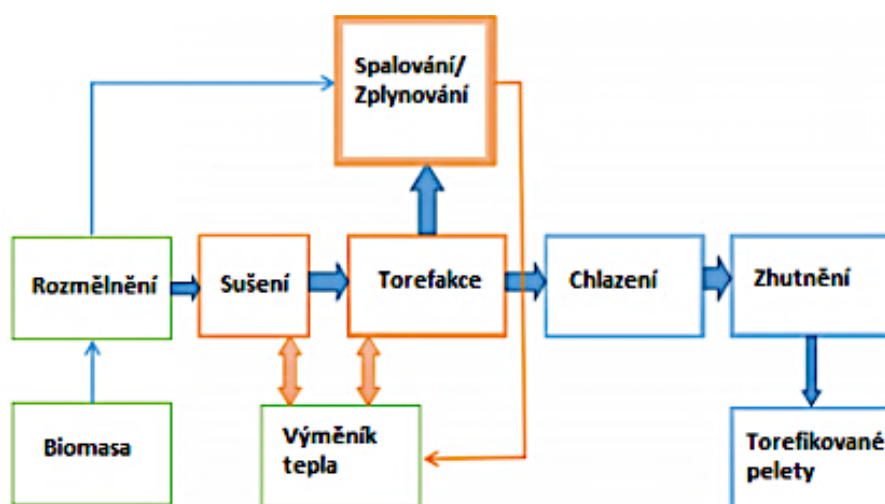 Spalování/
Zplynování
Rozmělnění
Sušení
Torefakce
Chlazení
Zhutnění
Biomasa
Výměník
tepla
Torefikované
pelety